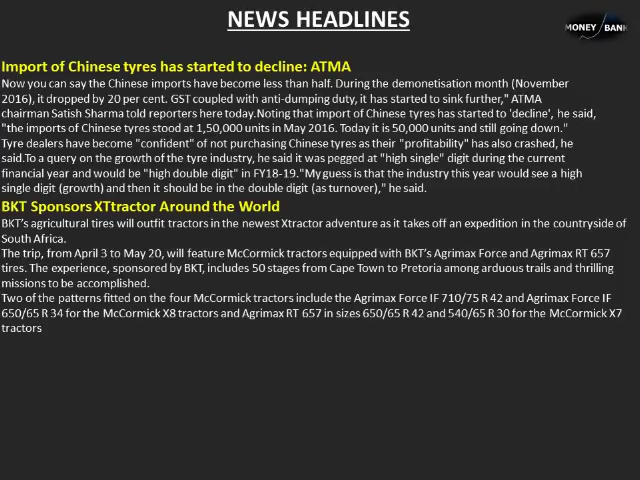 NEWS HEADLINES
MONEY BANK
Import of Chinese tyres has started to decline: ATMA
Now you can say the Chinese imports have become less than half. During the demonetisation month (November
2016), it dropped by 20 per cent. GST coupled with anti-dumping duty, it has started to sink further," ATMA
chairman Satish Sharma told reporters here today.Noting that import of Chinese tyres has started to 'decline', he said,
"the imports of Chinese tyres stood at 1,50,000 units in May 2016. Today it is 50,000 units and still going down."
Tyre dealers have become "confident" of not purchasing Chinese tyres as their "profitability" has also crashed, he
said.To a query on the growth of the tyre industry, he said it was pegged at "high single" digit during the current
financial year and would be "high double digit" in FY18-19."My guess is that the industry this year would see a high
single digit (growth) and then it should be in the double digit (as turnover)," he said.
BKT Sponsors XTtractor Around the World
BKT’s agricultural tires will outfit tractors in the newest Xtractor adventure as it takes off an expedition in the countryside of
South Africa.
The trip, from April 3 to May 20, will feature McCormick tractors equipped with BKT’s Agrimax Force and Agrimax RT 657
tires. The experience, sponsored by BKT, includes 50 stages from Cape Town to Pretoria among arduous trails and thrilling
missions to be accomplished.
Two of the patterns fitted on the four McCormick tractors include the Agrimax Force IF 710/75 R 42 and Agrimax Force IF
650/65 R 34 for the McCormick X8 tractors and Agrimax RT 657 in sizes 650/65 R 42 and 540/65 R 30 for the McCormick X7
tractors